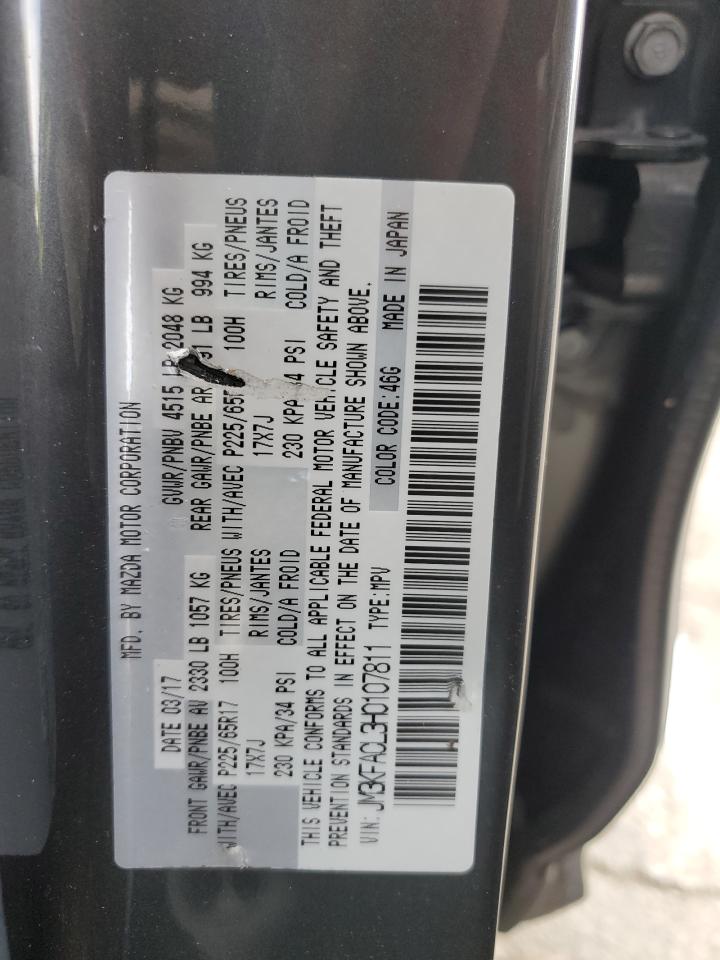 MFD. BY MAZDA MOTOR CORPORATION
DATE 03/17 GVWR/PNBV 4515 LB 2048 KG
FRONT GAWR/PNBE AV 2330 LB 1057 KG REAR GAWR/PNBE AR LB 994 KG
WITH/AVEC P225/65R17 100H TIRES/PNEUS WITH/AVEC 100H TIRES/PNEUS
17X7J RIMS/JANTES 17X7J RIMS/JANTES
230 KPA/34 PSI COLD/A FROID 230 KPA/34 PSI COLD/A FROID
THIS VEHICLE CONFORMS TO ALL APPLICABLE FEDERAL MOTOR VEHICLE SAFETY AND THEFT
PREVENTION STANDARDS IN EFFECT ON THE DATE OF MANUFACTURE SHOWN ABOVE.
VIN: JM3KFACL3H0107811 TYPE:MPV COLOR CODE:46G MADE IN JAPAN